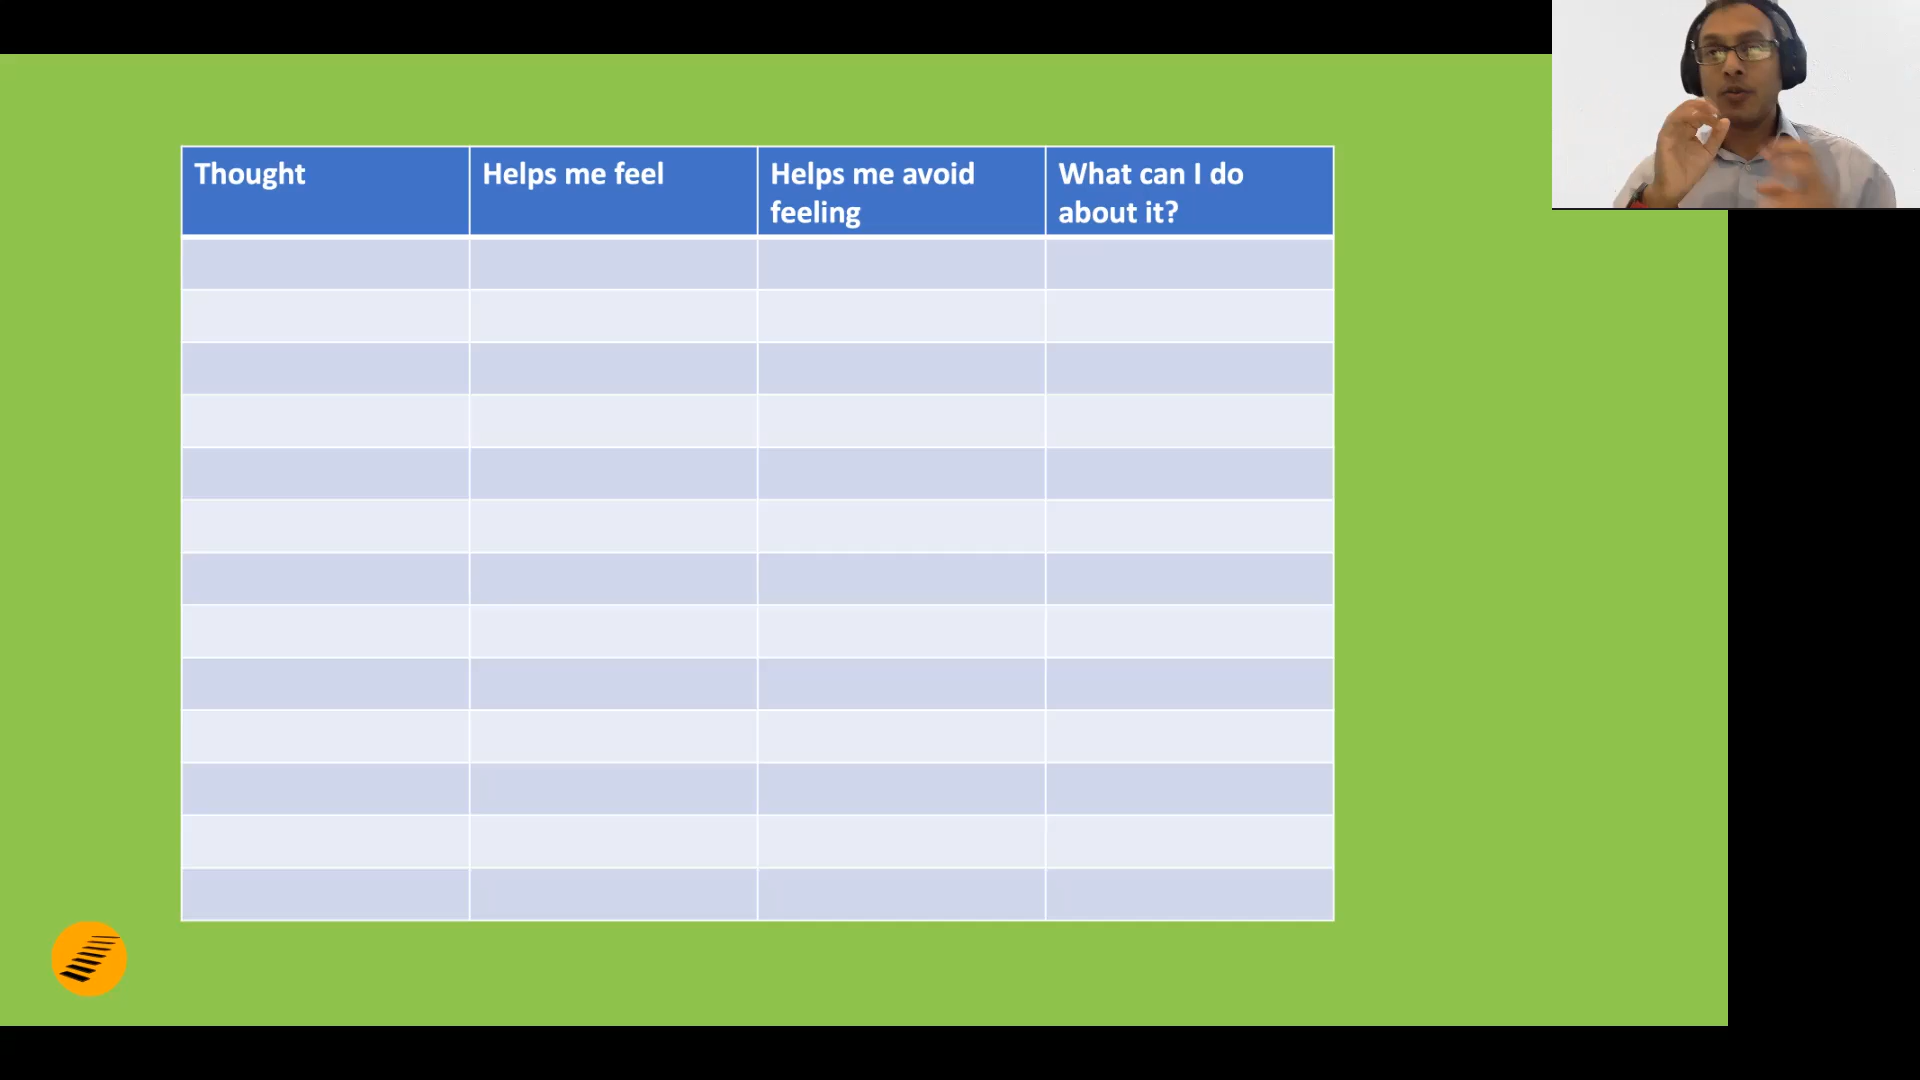 Thought
Helps me feel
Helps me avoid
feeling
What can I do
about it?